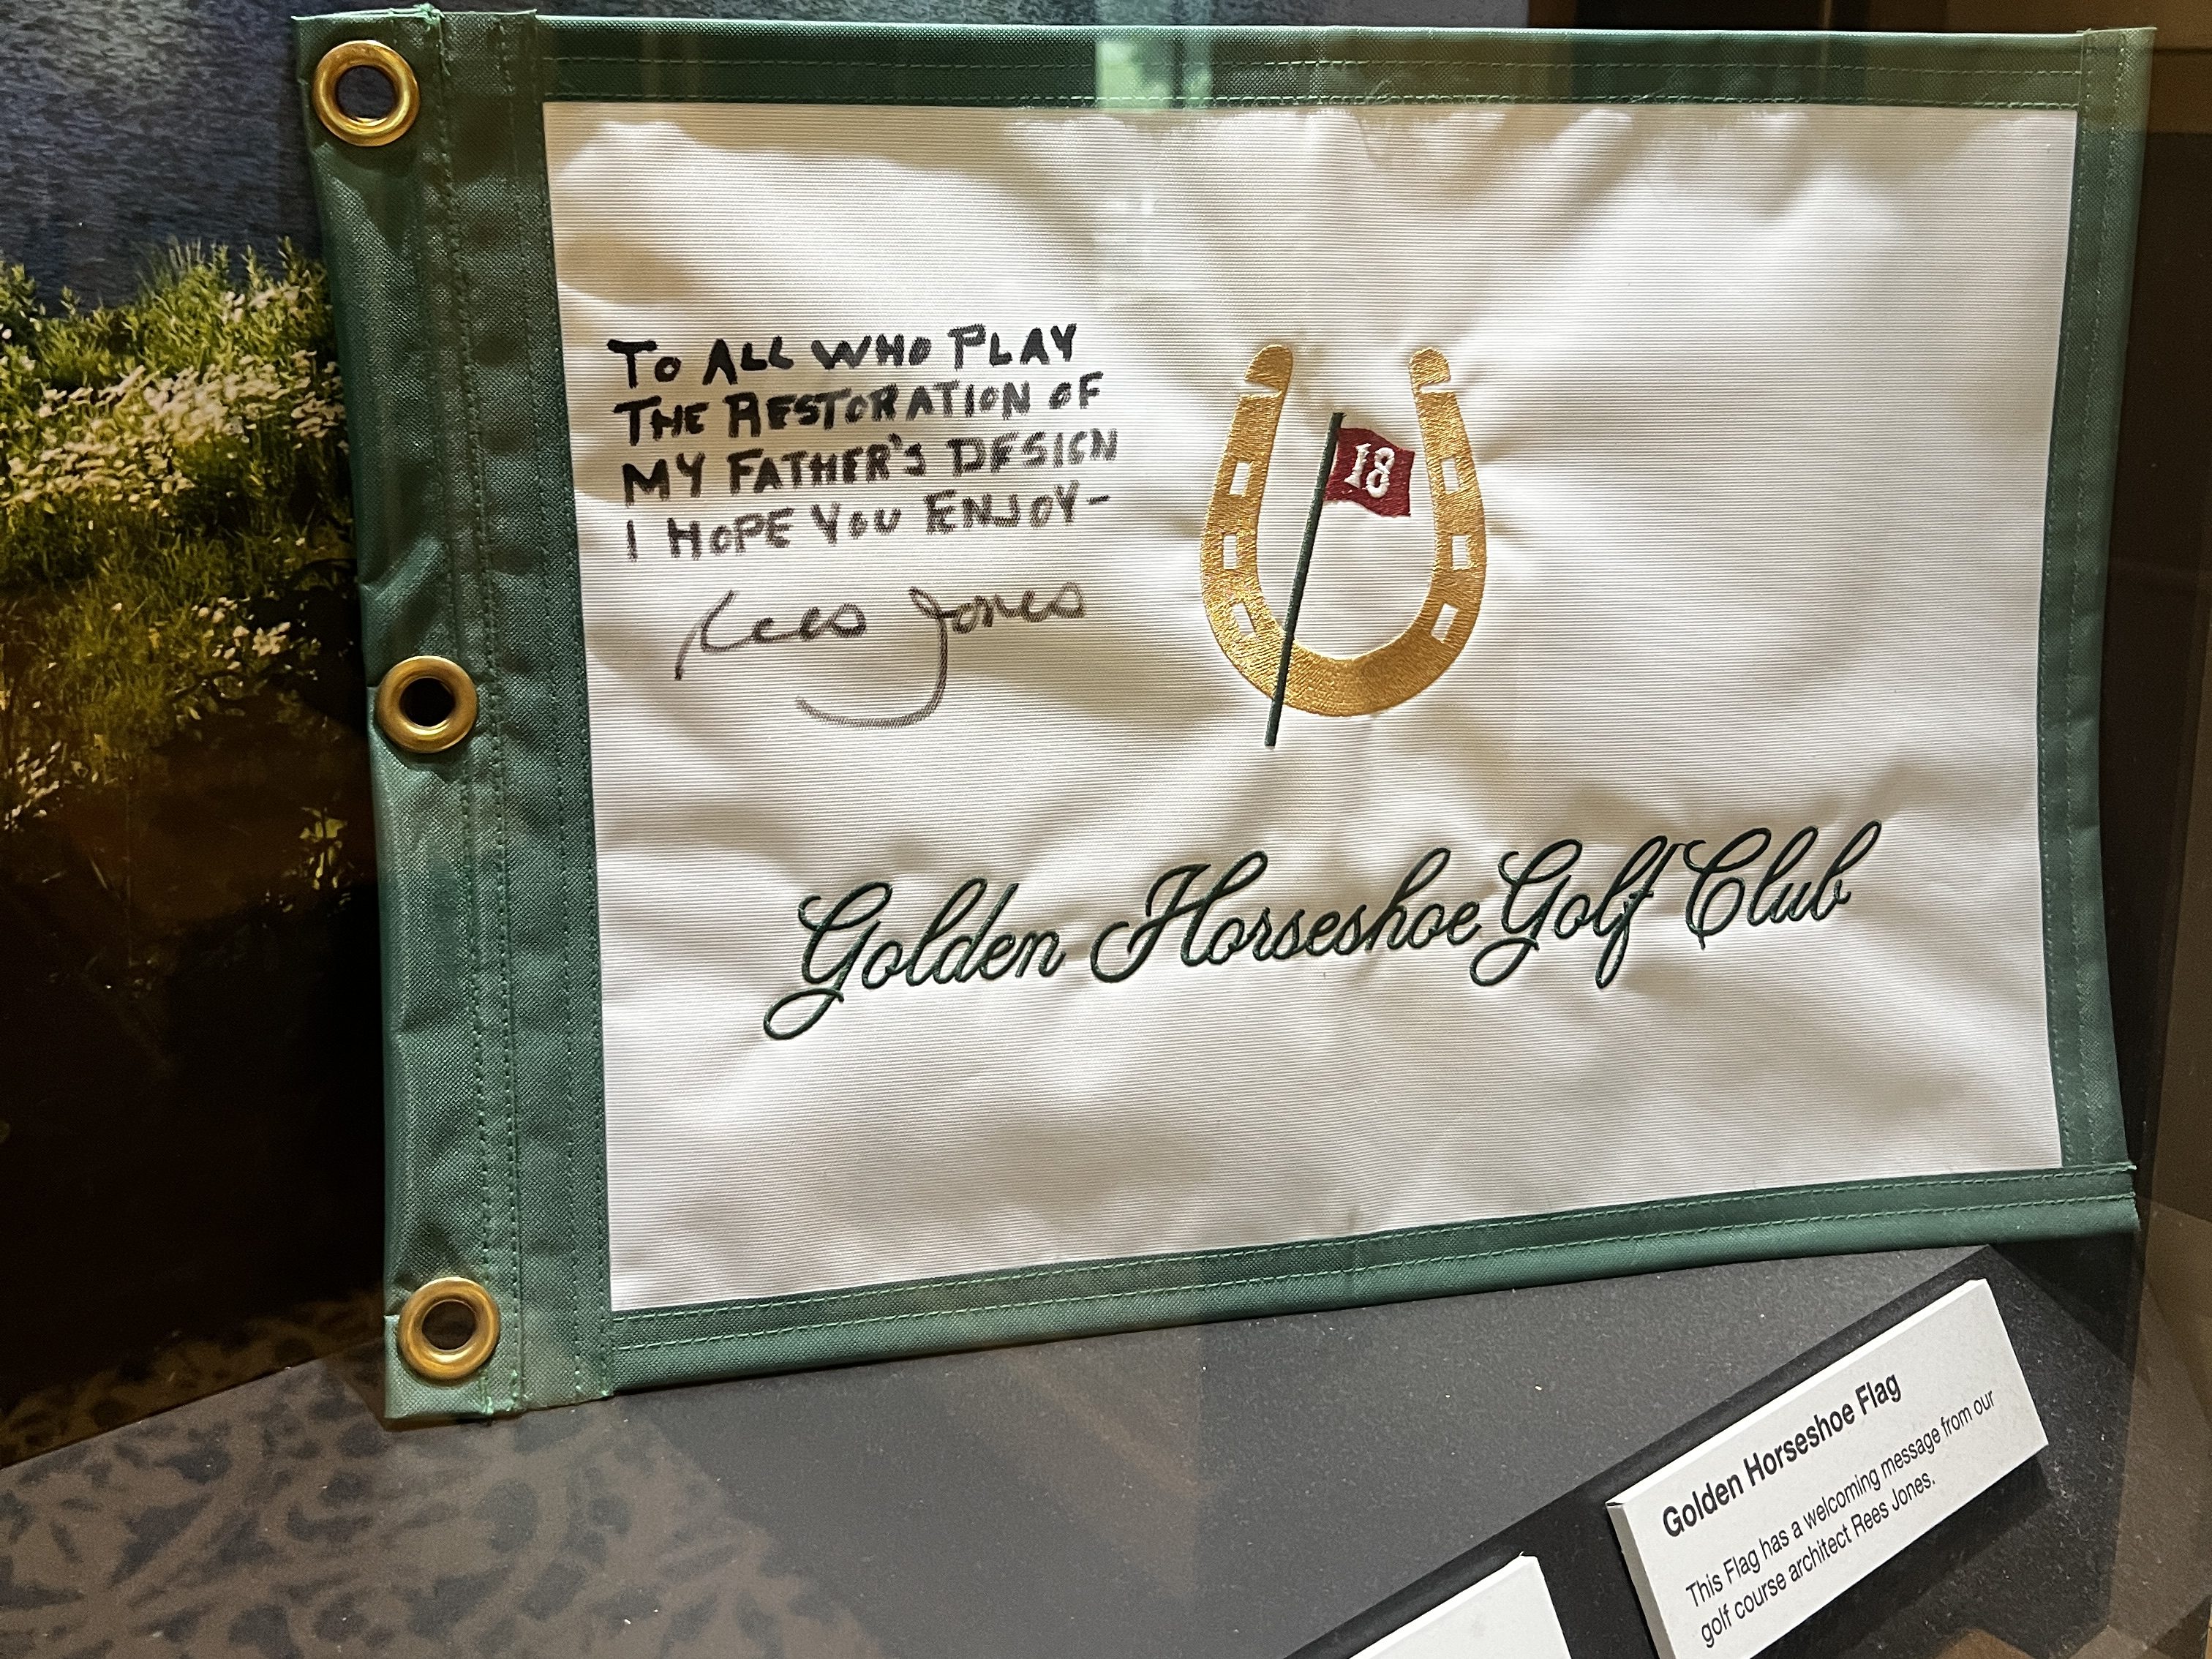 To ALL WHO PLAY
THE RESTORATION OF
MY FATHER'S DESIGN
I HOPE YOU ENJOY-
Rees Jones
18
Golden Horseshoe Golf Club
Golden Horseshoe Flag
This Flag has a welcoming message from our
golf course architect Rees Jones.